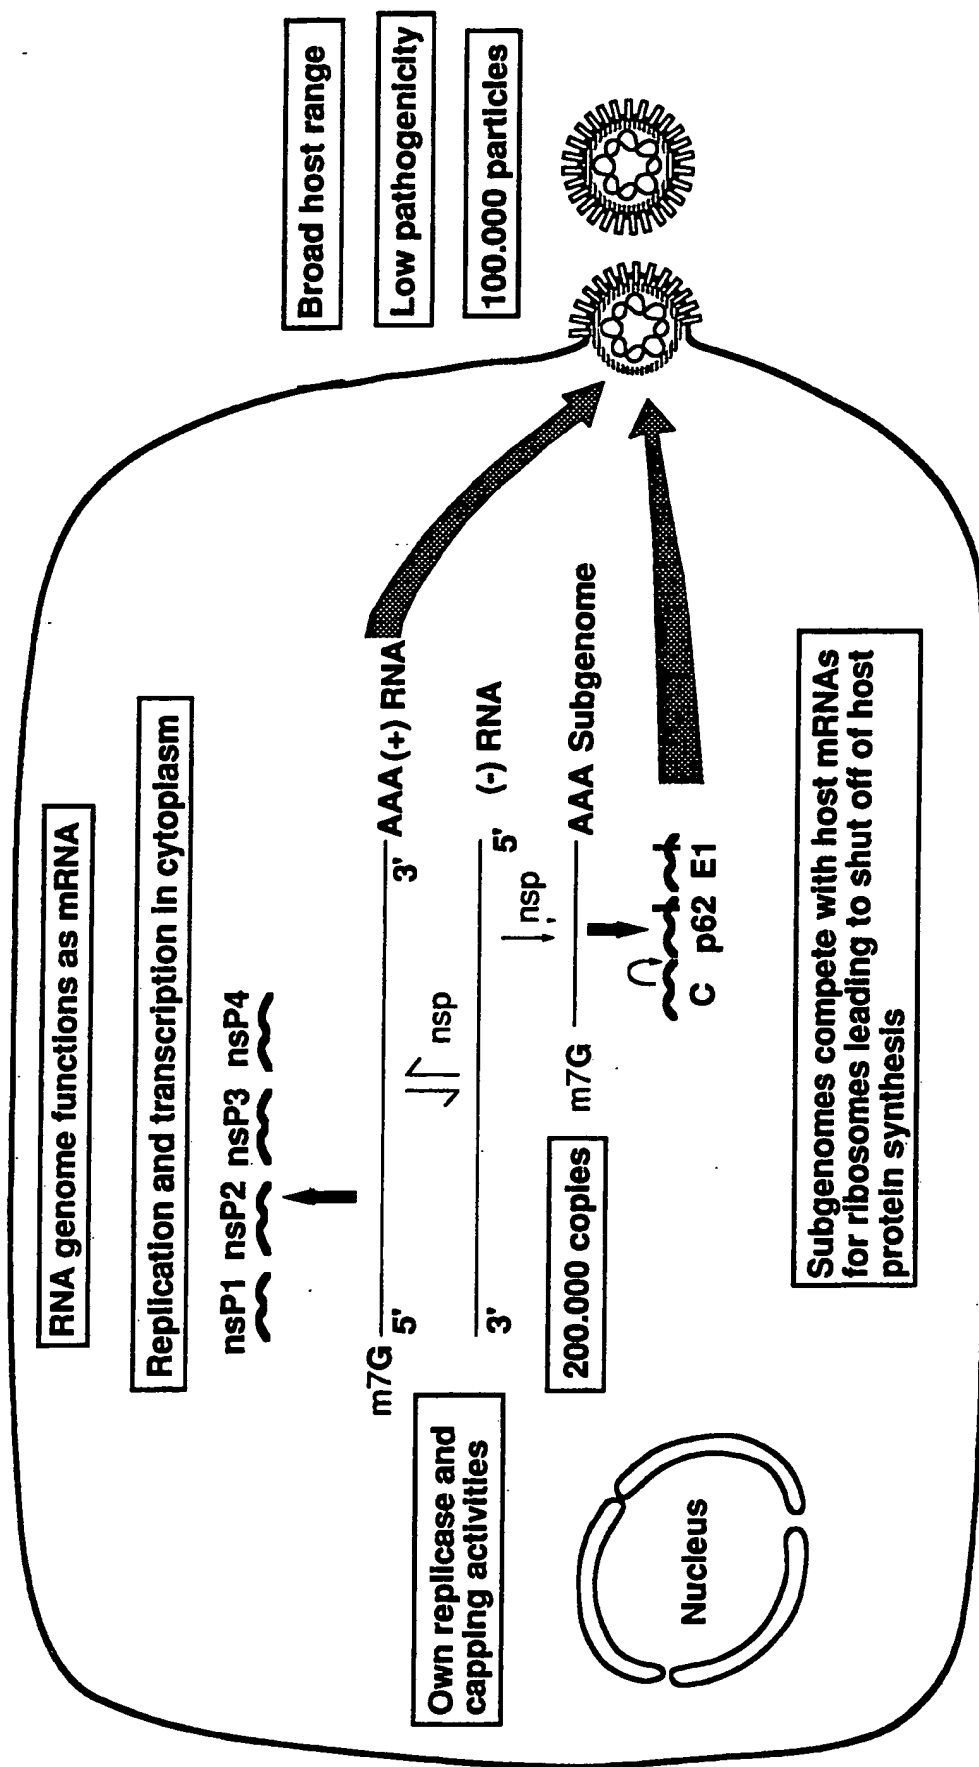 RNA genome functions as mRNA
Replication and transcription in cytoplasm
nsP1 nsP2 nsP3 nsP4
Broad host range
Low pathogenicity
100.000 particles
m7G
5'
3'
AAA (+) RNA
nsp
3'
5'
(-) RNA
Own replicase and
capping activities
nsp
200.000 copies
m7G
AAA Subgenome
C p62 E1
Nucleus
Subgenomes compete with host mRNAs
for ribosomes leading to shut off of host
protein synthesis